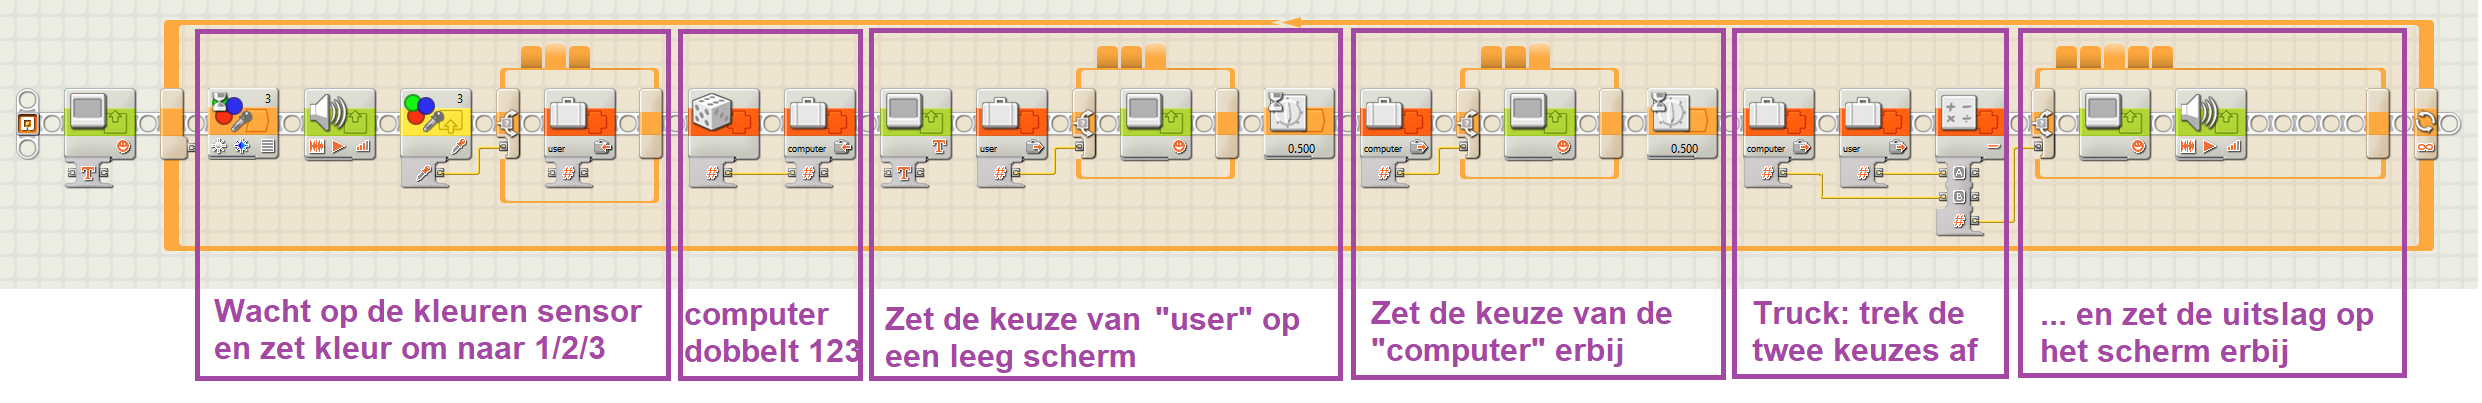 3
3
user
computer
user
0.500
computer
0.500
computer
user
T
#
#
#
T
#
#
#
#
A
B
#
Wacht op de kleuren sensor
en zet kleur om naar 1/2/3
computer
dobbelt 123
Zet de keuze van "user" op
een leeg scherm
Zet de keuze van de
"computer" erbij
Truck: trek de
twee keuzes af
... en zet de uitslag op
het scherm erbij